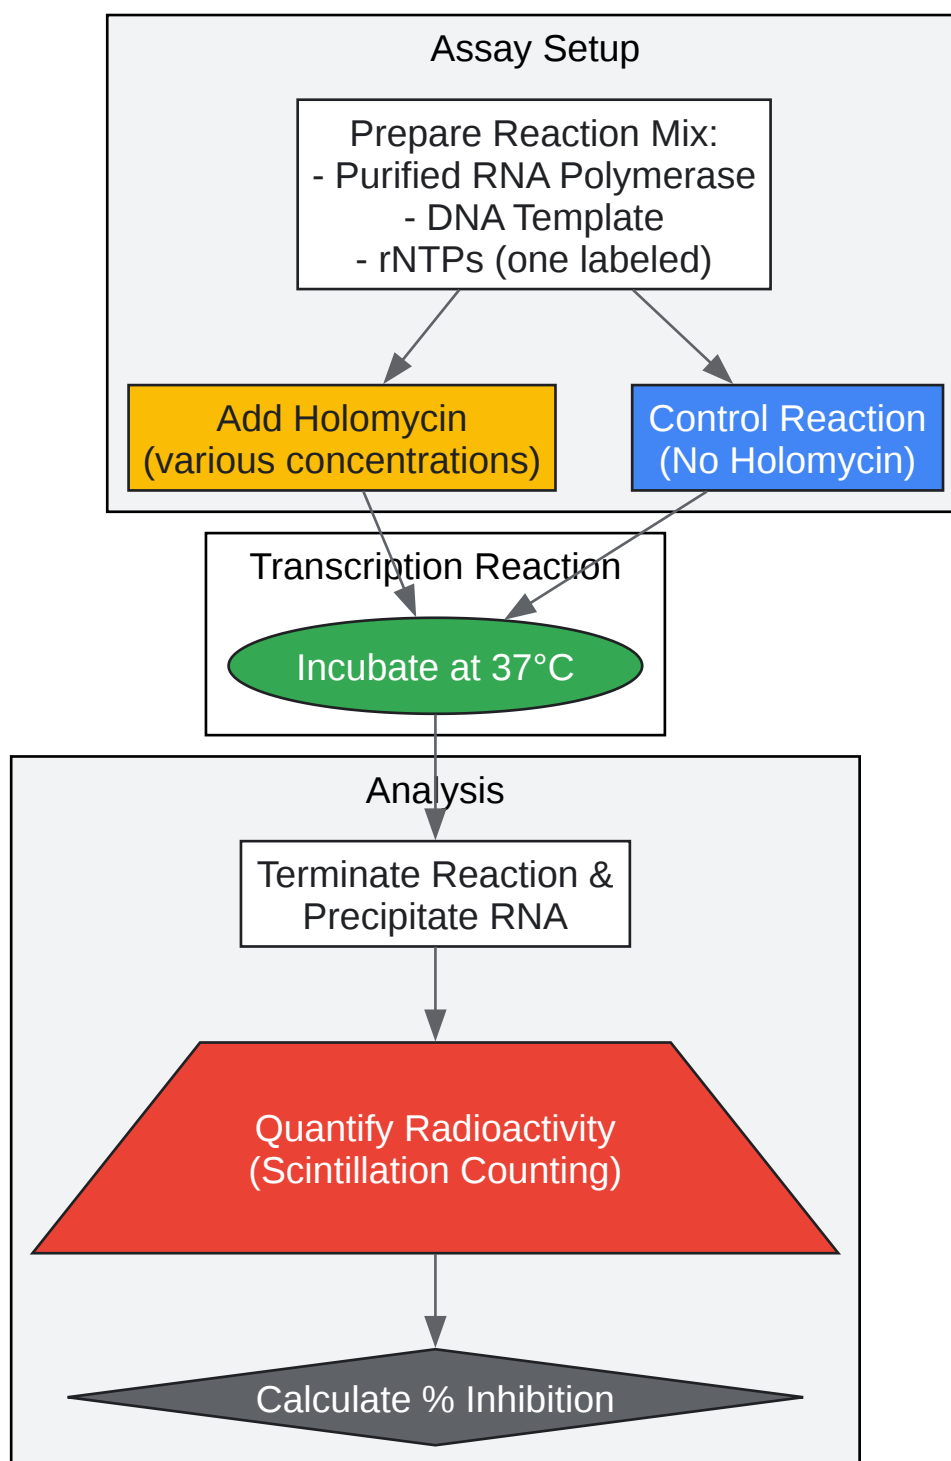 Assay Setup
Prepare Reaction Mix:
- Purified RNA Polymerase
- DNA Template
- rNTPs (one labeled)
Add Holomycin
(various concentrations)
Control Reaction
(No Holomycin)
Transcription Reaction
Incubate at 37°C
Analysis
Terminate Reaction &
Precipitate RNA
Quantify Radioactivity
(Scintillation Counting)
Calculate % Inhibition